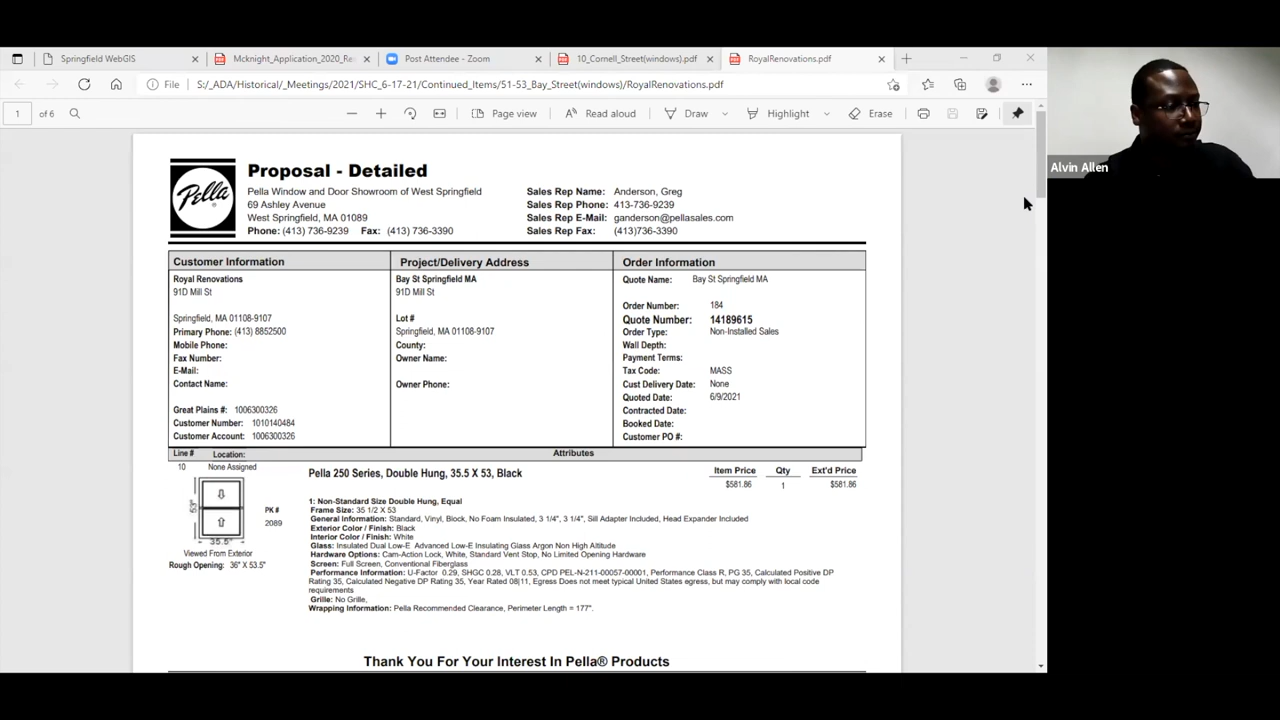 Springfield WebGIS
Mcknight_Application_2020_Re
Post Attendee - Zoom
10_Cornell_Street(windows).pdf
RoyalRenovations.pdf
File S:/_ADA/Historical/_Meetings/2021/SHC_6-17-21/Continued_Items/51-53_Bay_Street(windows)/RoyalRenovations.pdf
1 of 6 Page view Read aloud Draw Highlight Erase
Pella
Proposal - Detailed
Pella Window and Door Showroom of West Springfield
69 Ashley Avenue
West Springfield, MA 01089
Phone: (413) 736-9239 Fax: (413) 736-3390
Sales Rep Name: Anderson, Greg
Sales Rep Phone: 413-736-9239
Sales Rep E-Mail: ganderson@pellasales.com
Sales Rep Fax: (413)736-3390
Alvin Allen
Customer Information
Royal Renovations
91D Mill St
Springfield, MA 01108-9107
Primary Phone: (413) 8852500
Mobile Phone:
Fax Number:
E-Mail:
Contact Name:
Great Plains #: 1006300326
Customer Number: 1010140484
Customer Account: 1006300326
Project/Delivery Address
Bay St Springfield MA
91D Mill St
Lot #
Springfield, MA 01108-9107
County:
Owner Name:
Owner Phone:
Order Information
Quote Name: Bay St Springfield MA
Order Number: 184
Quote Number: 14189615
Order Type: Non-Installed Sales
Wall Depth:
Payment Terms:
Tax Code: MASS
Cust Delivery Date: None
Quoted Date: 6/9/2021
Contracted Date:
Booked Date:
Customer PO #:
Line # Location: Attributes
10 None Assigned
53"
35.5"
PK #
2089
Viewed From Exterior
Rough Opening: 36" X 53.5"
Pella 250 Series, Double Hung, 35.5 X 53, Black
Item Price Qty Ext'd Price
$581.86 1 $581.86
1: Non-Standard Size Double Hung, Equal
Frame Size: 35 1/2 X 53
General Information: Standard, Vinyl, Block, No Foam Insulated, 3 1/4", 3 1/4", Sill Adapter Included, Head Expander Included
Exterior Color / Finish: Black
Interior Color / Finish: White
Glass: Insulated Dual Low-E Advanced Low-E Insulating Glass Argon Non High Altitude
Hardware Options: Cam-Action Lock, White, Standard Vent Stop, No Limited Opening Hardware
Screen: Full Screen, Conventional Fiberglass
Performance Information: U-Factor 0.29, SHGC 0.28, VLT 0.53, CPD PEL-N-211-00057-00001, Performance Class R, PG 35, Calculated Positive DP
Rating 35, Calculated Negative DP Rating 35, Year Rated 08|11, Egress Does not meet typical United States egress, but may comply with local code
requirements
Grille: No Grille,
Wrapping Information: Pella Recommended Clearance, Perimeter Length = 177".
Thank You For Your Interest In Pella® Products